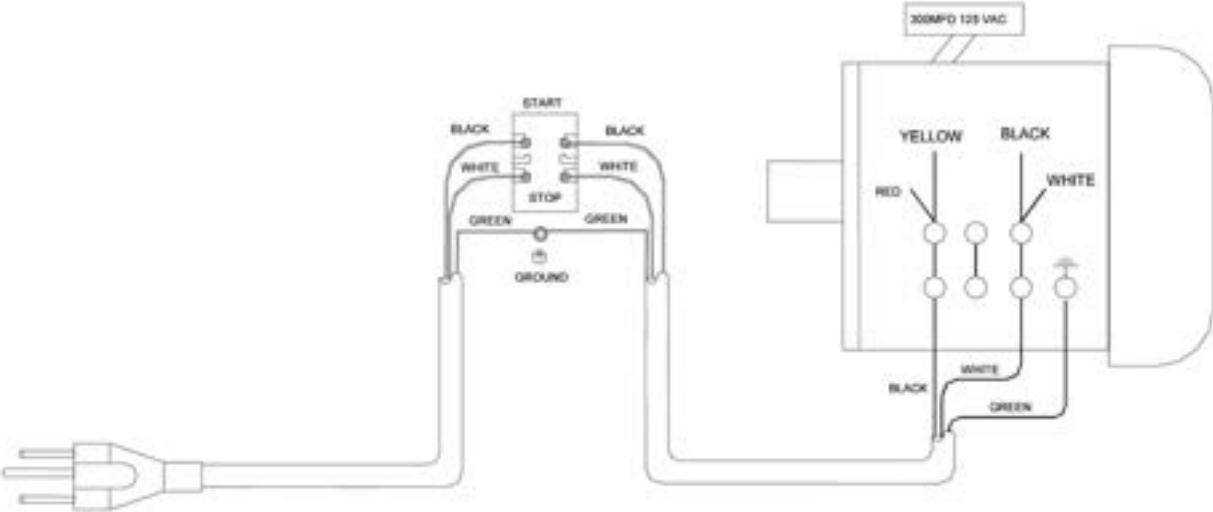 300MFD 125 VAC
START
BLACK
BLACK
WHITE
WHITE
STOP
GREEN
GREEN
GROUND
YELLOW
BLACK
RED
WHITE
BLACK
WHITE
GREEN